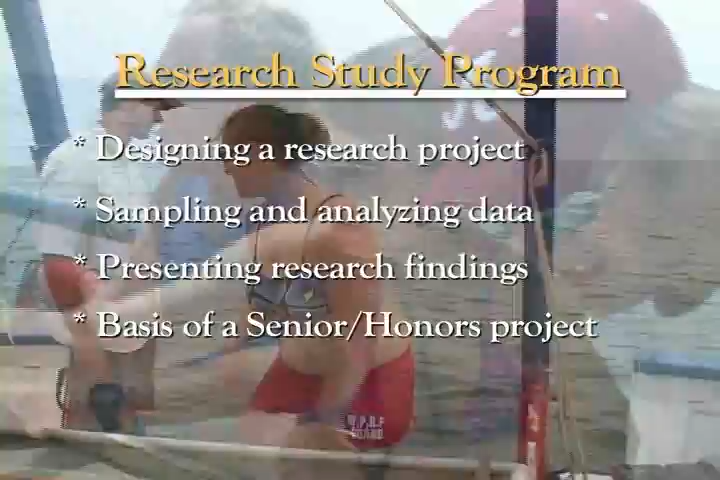 Research Study Program
* Designing a research project
* Sampling and analyzing data
* Presenting research findings
* Basis of a Senior/Honors project